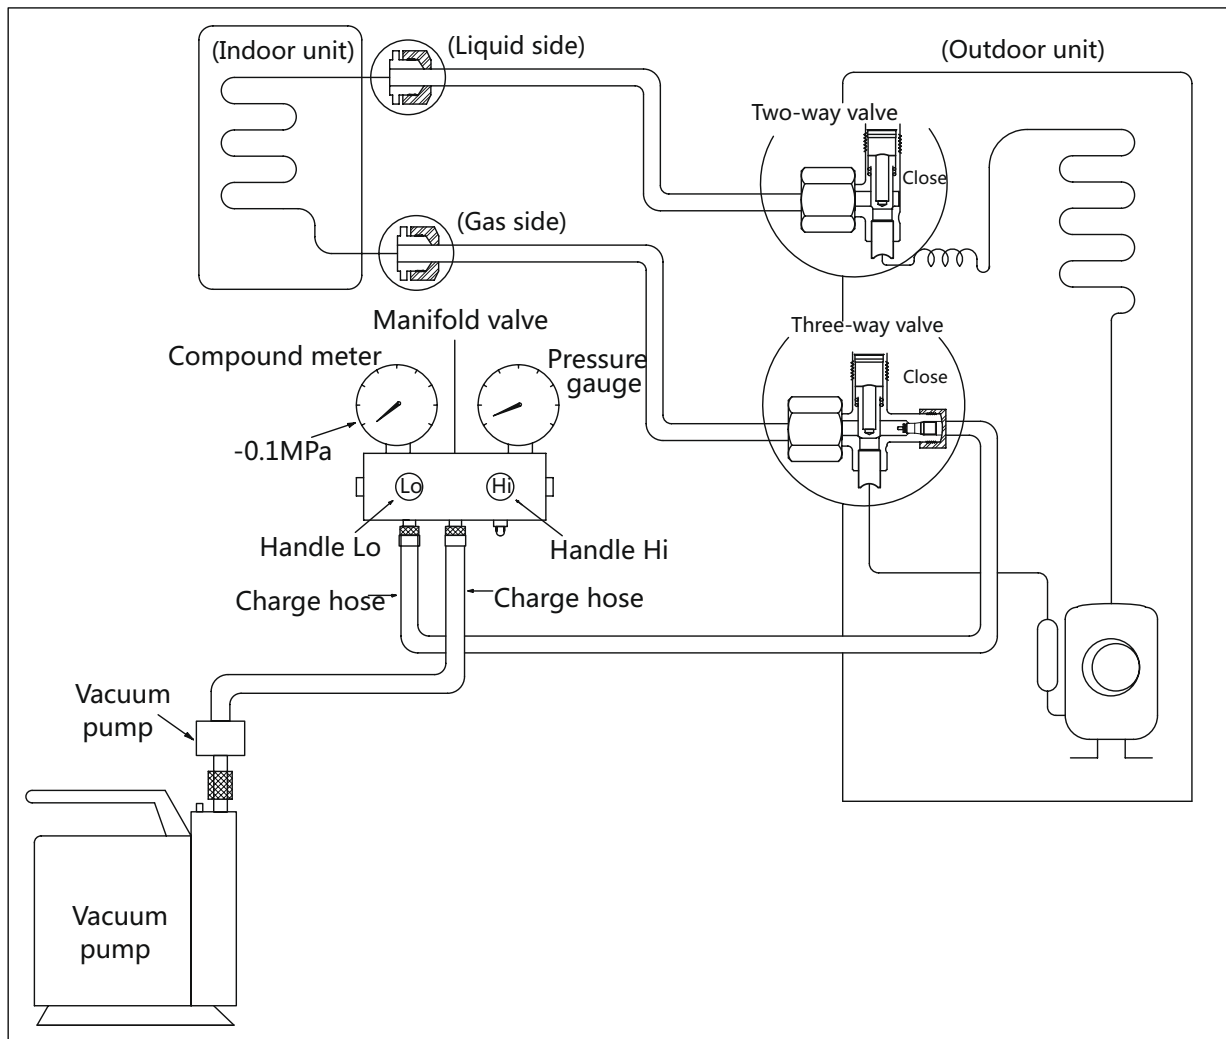 (Indoor unit)
(Liquid side)
(Outdoor unit)
Two-way valve
Close
(Gas side)
Manifold valve
Three-way valve
Compound meter
Pressure
gauge
Close
-0.1MPa
Lo
Hi
Handle Lo
Handle Hi
Charge hose
Charge hose
Vacuum
pump
Vacuum
pump